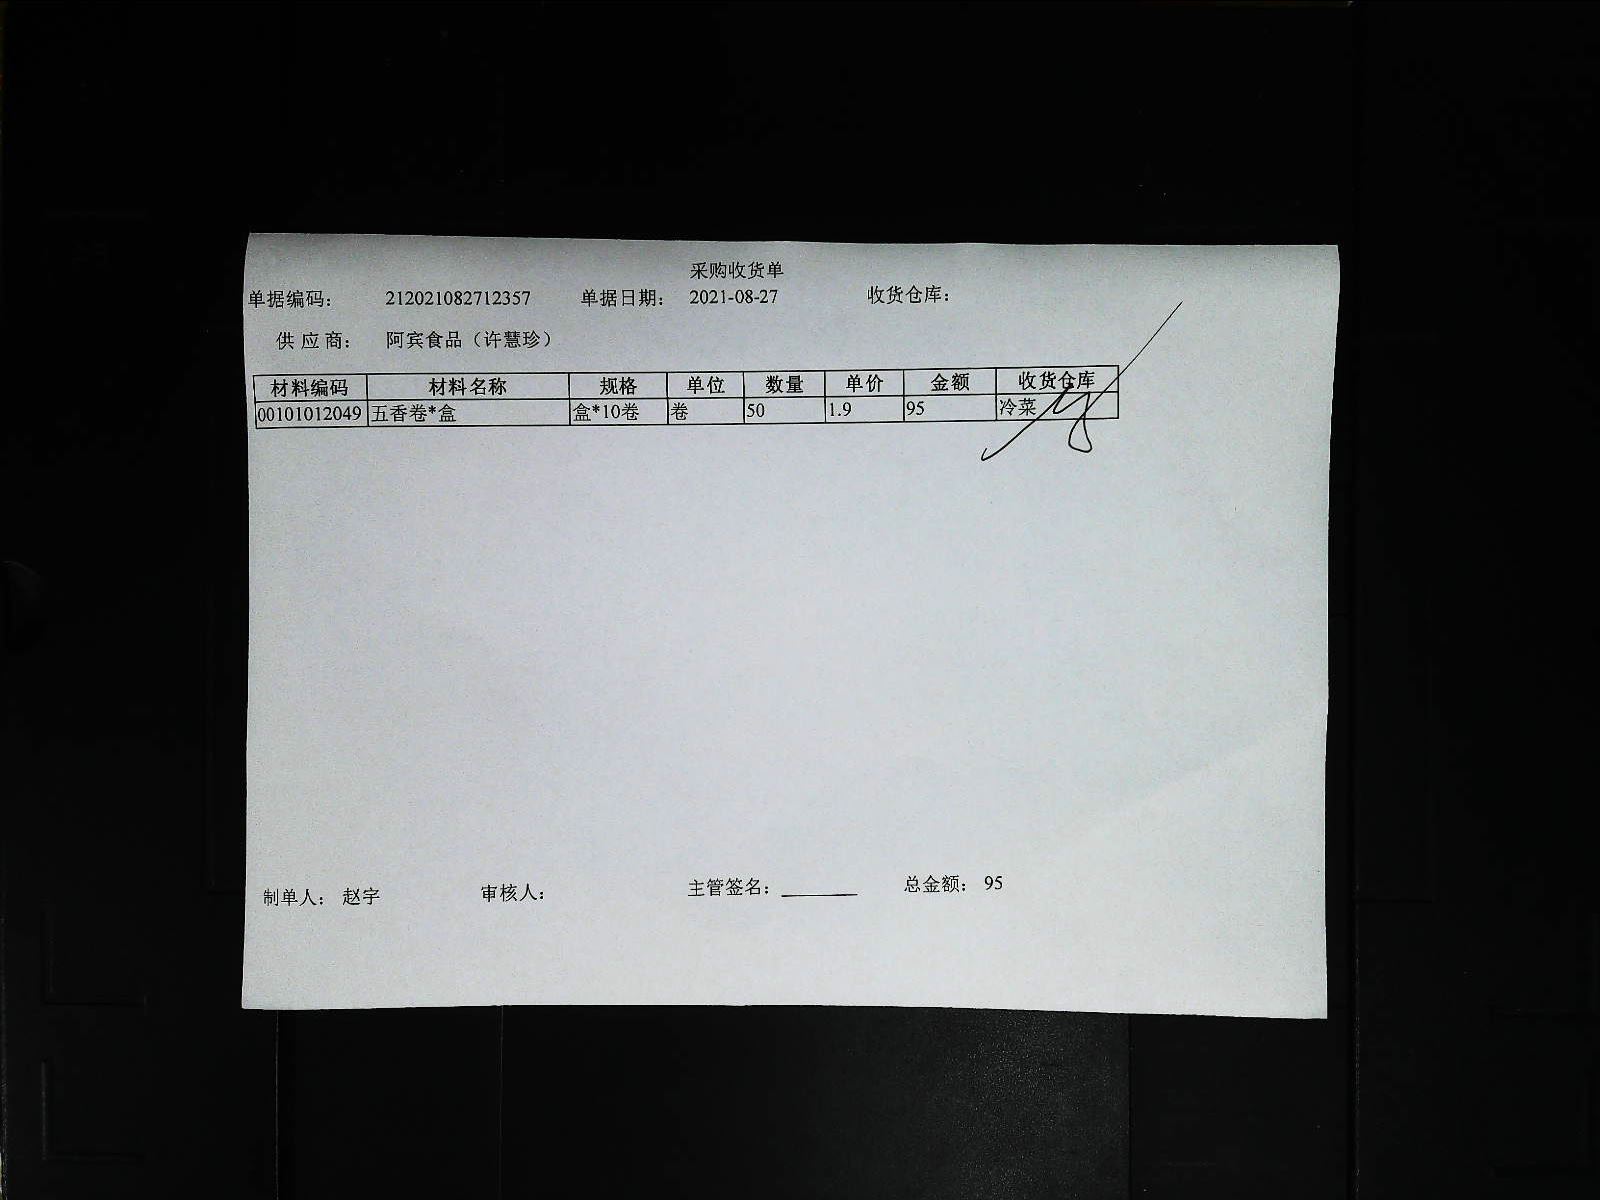 采购收货单
单据编码： 212021082712357 单据日期： 2021-08-27 收货仓库：
供 应 商： 阿宾食品（许慧珍）
材料编码 材料名称 规格 单位 数量 单价 金额 收货仓库
00101012049 五香卷*盒 盒*10卷 卷 50 1.9 95 冷菜
制单人： 赵宇 审核人： 主管签名： 总金额： 95